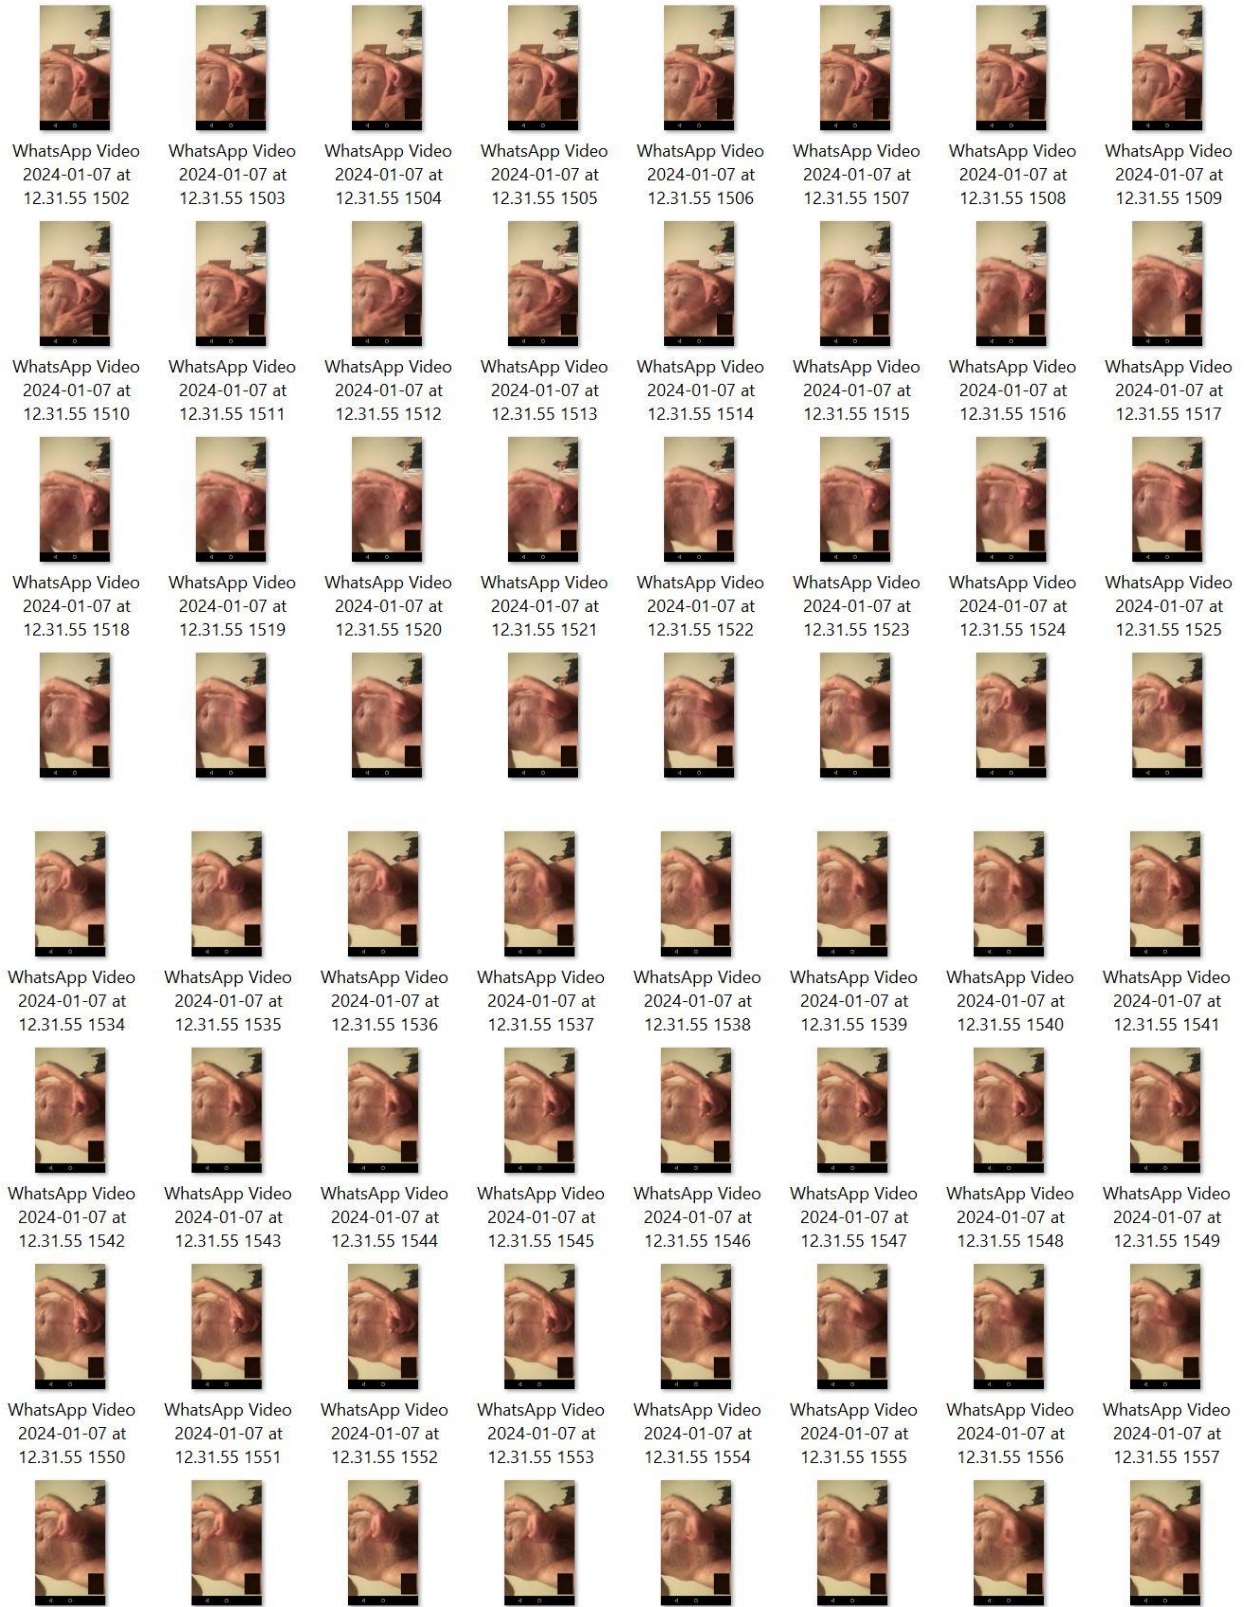 WhatsApp Video WhatsApp Video WhatsApp Video WhatsApp Video WhatsApp Video WhatsApp Video WhatsApp Video WhatsApp Video
2024-01-07 at 2024-01-07 at 2024-01-07 at 2024-01-07 at 2024-01-07 at 2024-01-07 at 2024-01-07 at 2024-01-07 at
12.31.55 1502 12.31.55 1503 12.31.55 1504 12.31.55 1505 12.31.55 1506 12.31.55 1507 12.31.55 1508 12.31.55 1509
WhatsApp Video WhatsApp Video WhatsApp Video WhatsApp Video WhatsApp Video WhatsApp Video WhatsApp Video WhatsApp Video
2024-01-07 at 2024-01-07 at 2024-01-07 at 2024-01-07 at 2024-01-07 at 2024-01-07 at 2024-01-07 at 2024-01-07 at
12.31.55 1510 12.31.55 1511 12.31.55 1512 12.31.55 1513 12.31.55 1514 12.31.55 1515 12.31.55 1516 12.31.55 1517
WhatsApp Video WhatsApp Video WhatsApp Video WhatsApp Video WhatsApp Video WhatsApp Video WhatsApp Video WhatsApp Video
2024-01-07 at 2024-01-07 at 2024-01-07 at 2024-01-07 at 2024-01-07 at 2024-01-07 at 2024-01-07 at 2024-01-07 at
12.31.55 1518 12.31.55 1519 12.31.55 1520 12.31.55 1521 12.31.55 1522 12.31.55 1523 12.31.55 1524 12.31.55 1525
WhatsApp Video WhatsApp Video WhatsApp Video WhatsApp Video WhatsApp Video WhatsApp Video WhatsApp Video WhatsApp Video
2024-01-07 at 2024-01-07 at 2024-01-07 at 2024-01-07 at 2024-01-07 at 2024-01-07 at 2024-01-07 at 2024-01-07 at
12.31.55 1534 12.31.55 1535 12.31.55 1536 12.31.55 1537 12.31.55 1538 12.31.55 1539 12.31.55 1540 12.31.55 1541
WhatsApp Video WhatsApp Video WhatsApp Video WhatsApp Video WhatsApp Video WhatsApp Video WhatsApp Video WhatsApp Video
2024-01-07 at 2024-01-07 at 2024-01-07 at 2024-01-07 at 2024-01-07 at 2024-01-07 at 2024-01-07 at 2024-01-07 at
12.31.55 1542 12.31.55 1543 12.31.55 1544 12.31.55 1545 12.31.55 1546 12.31.55 1547 12.31.55 1548 12.31.55 1549
WhatsApp Video WhatsApp Video WhatsApp Video WhatsApp Video WhatsApp Video WhatsApp Video WhatsApp Video WhatsApp Video
2024-01-07 at 2024-01-07 at 2024-01-07 at 2024-01-07 at 2024-01-07 at 2024-01-07 at 2024-01-07 at 2024-01-07 at
12.31.55 1550 12.31.55 1551 12.31.55 1552 12.31.55 1553 12.31.55 1554 12.31.55 1555 12.31.55 1556 12.31.55 1557